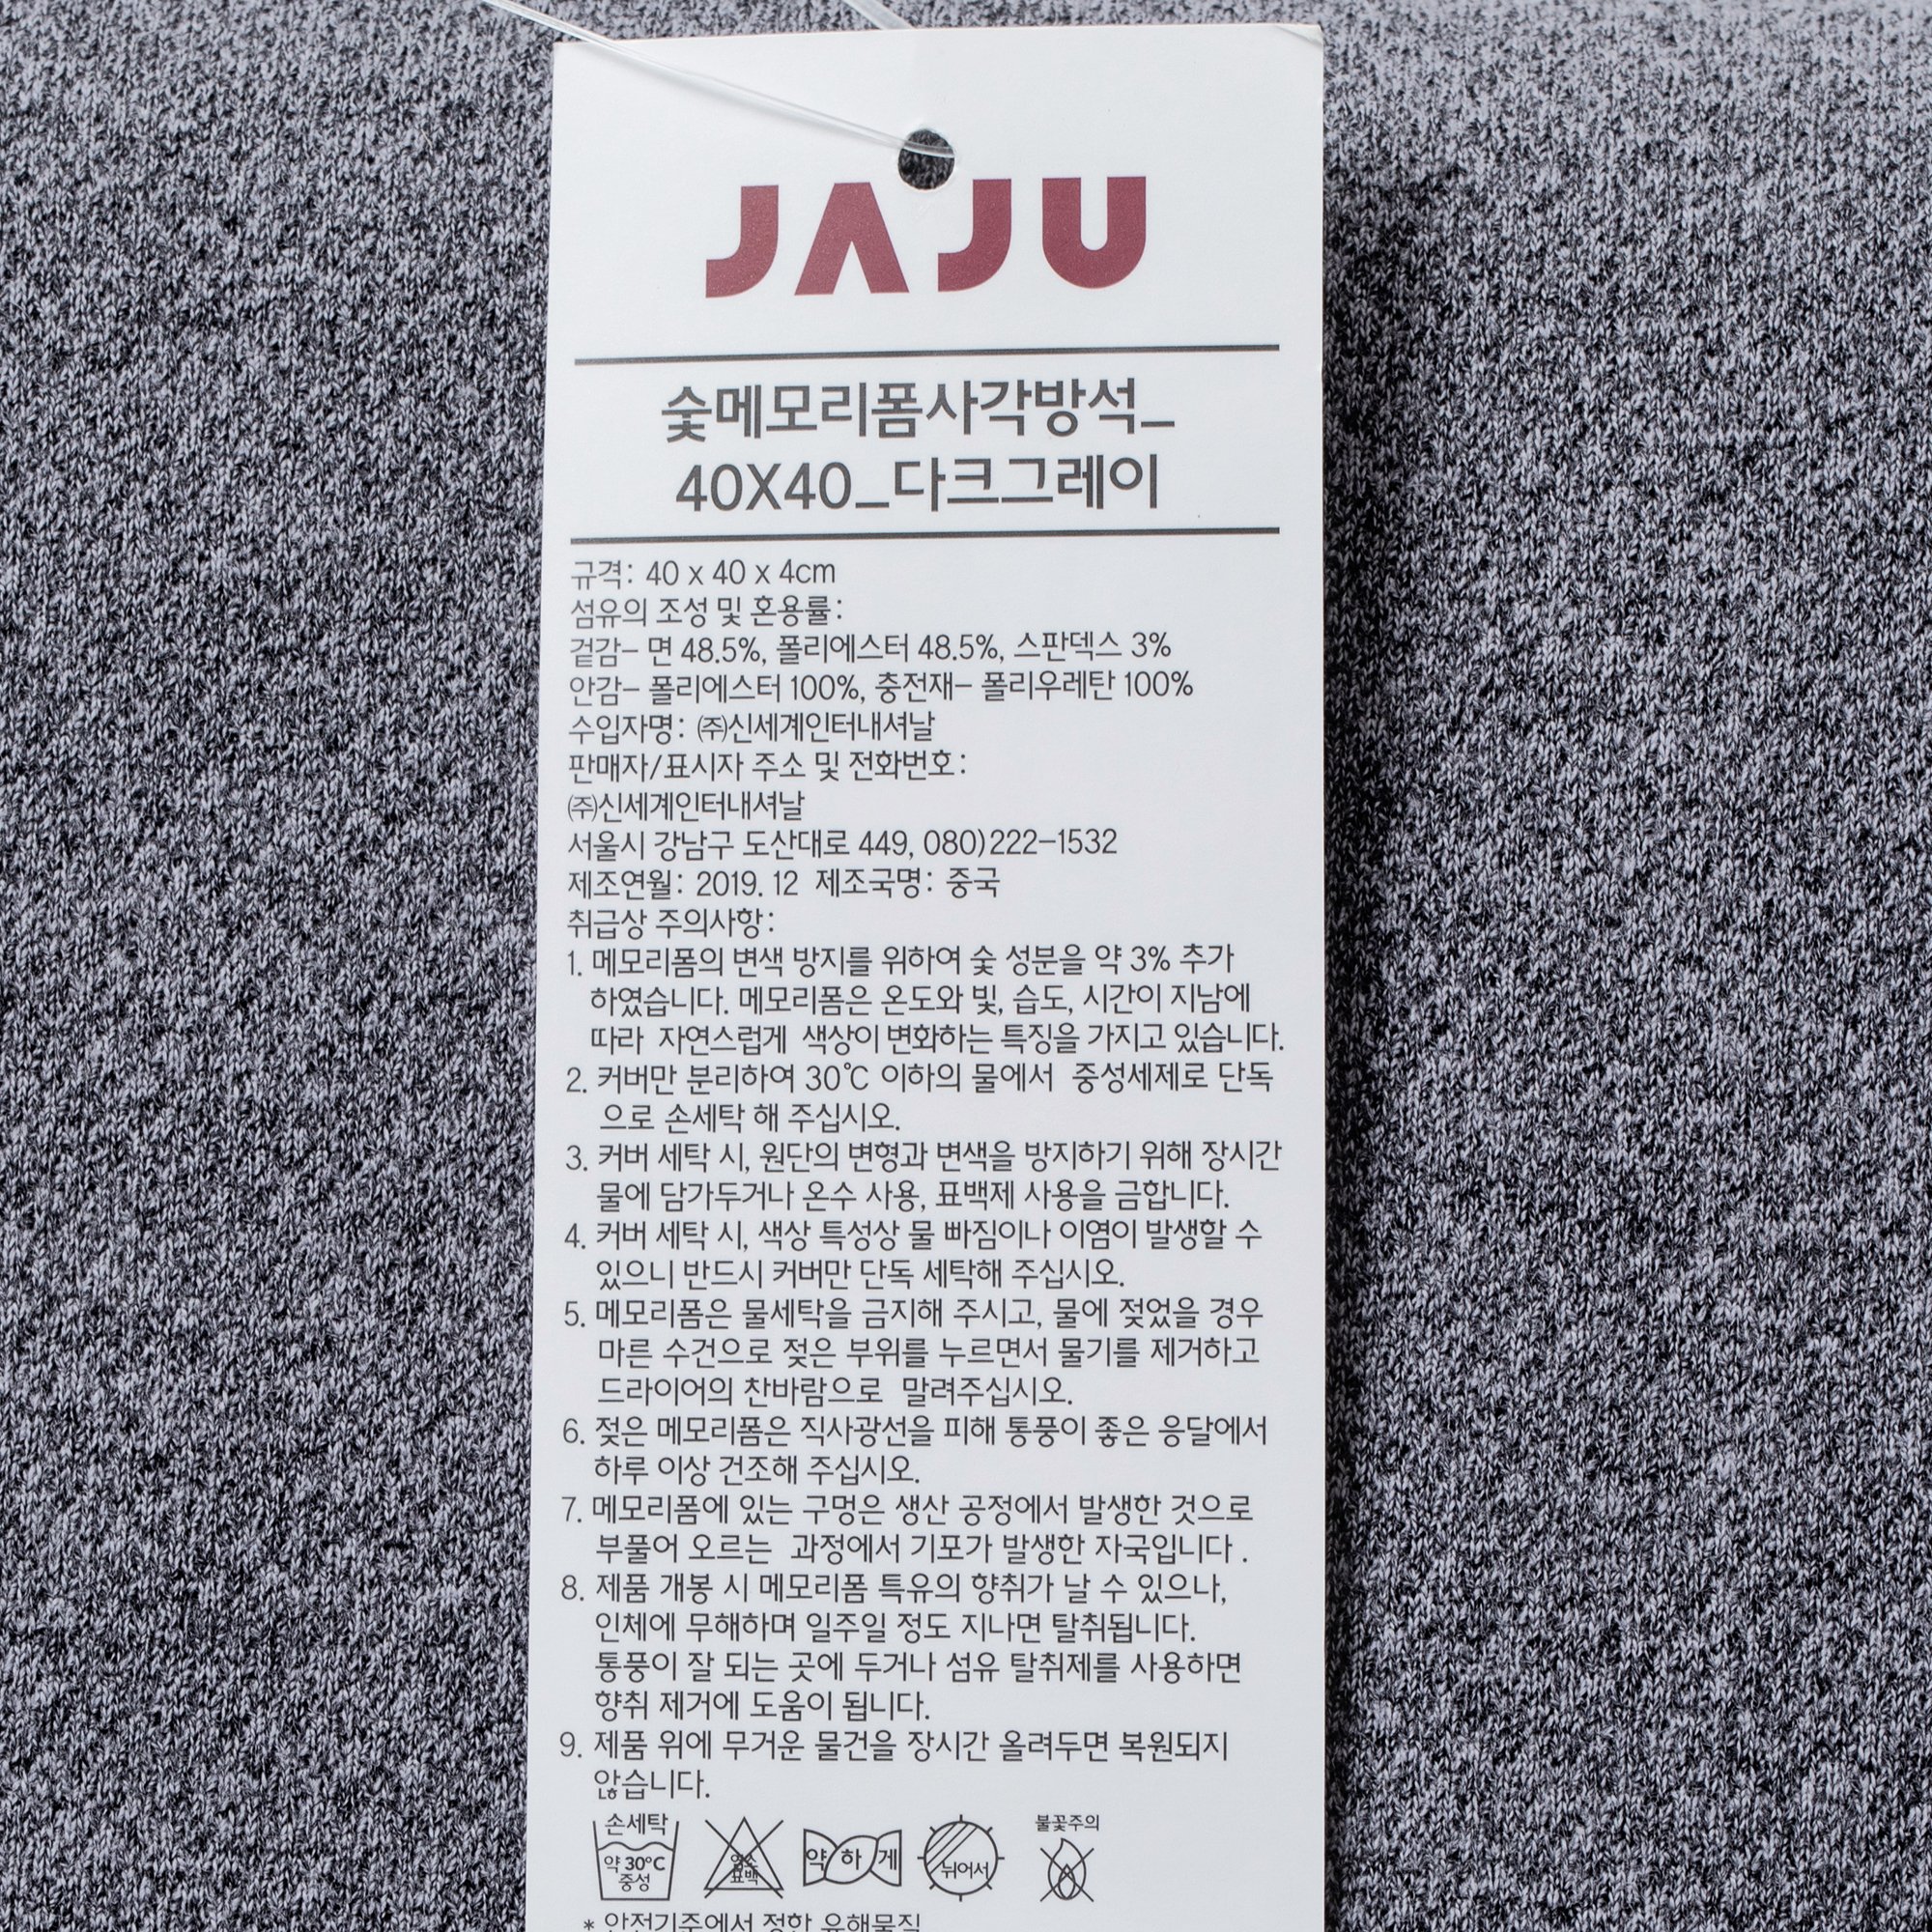 JAJU
숯메모리폼사각방석_
40X40_다크그레이
규격: 40 x 40 x 4cm
섬유의 조성 및 혼용률:
겉감- 면 48.5%, 폴리에스터 48.5%, 스판덱스 3%
안감- 폴리에스터 100%, 충전재- 폴리우레탄 100%
수입자명: ㈜신세계인터내셔날
판매자/표시자 주소 및 전화번호:
㈜신세계인터내셔날
서울시 강남구 도산대로 449, 080)222-1532
제조연월: 2019. 12 제조국명: 중국
취급상 주의사항:
1. 메모리폼의 변색 방지를 위하여 숯 성분을 약 3% 추가
하였습니다. 메모리폼은 온도와 빛, 습도, 시간이 지남에
따라 자연스럽게 색상이 변화하는 특징을 가지고 있습니다.
2. 커버만 분리하여 30℃ 이하의 물에서 중성세제로 단독
으로 손세탁 해 주십시오.
3. 커버 세탁 시, 원단의 변형과 변색을 방지하기 위해 장시간
물에 담가두거나 온수 사용, 표백제 사용을 금합니다.
4. 커버 세탁 시, 색상 특성상 물 빠짐이나 이염이 발생할 수
있으니 반드시 커버만 단독 세탁해 주십시오.
5. 메모리폼은 물세탁을 금지해 주시고, 물에 젖었을 경우
마른 수건으로 젖은 부위를 누르면서 물기를 제거하고
드라이어의 찬바람으로 말려주십시오.
6. 젖은 메모리폼은 직사광선을 피해 통풍이 좋은 응달에서
하루 이상 건조해 주십시오.
7. 메모리폼에 있는 구멍은 생산 공정에서 발생한 것으로
부풀어 오르는 과정에서 기포가 발생한 자국입니다.
8. 제품 개봉 시 메모리폼 특유의 향취가 날 수 있으나,
인체에 무해하며 일주일 정도 지나면 탈취됩니다.
통풍이 잘 되는 곳에 두거나 섬유 탈취제를 사용하면
향취 제거에 도움이 됩니다.
9. 제품 위에 무거운 물건을 장시간 올려두면 복원되지
않습니다.
손세탁
약 30℃
중성
염소
표백
약하게
뉘어서
불꽃주의
* 안전기준에서 정한 유해물질